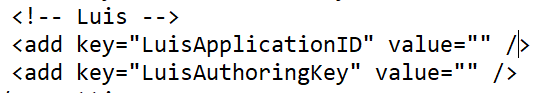 <!-- Luis -->
<add key="LuisApplicationID" value="" />
<add key="LuisAuthoringKey" value="" />